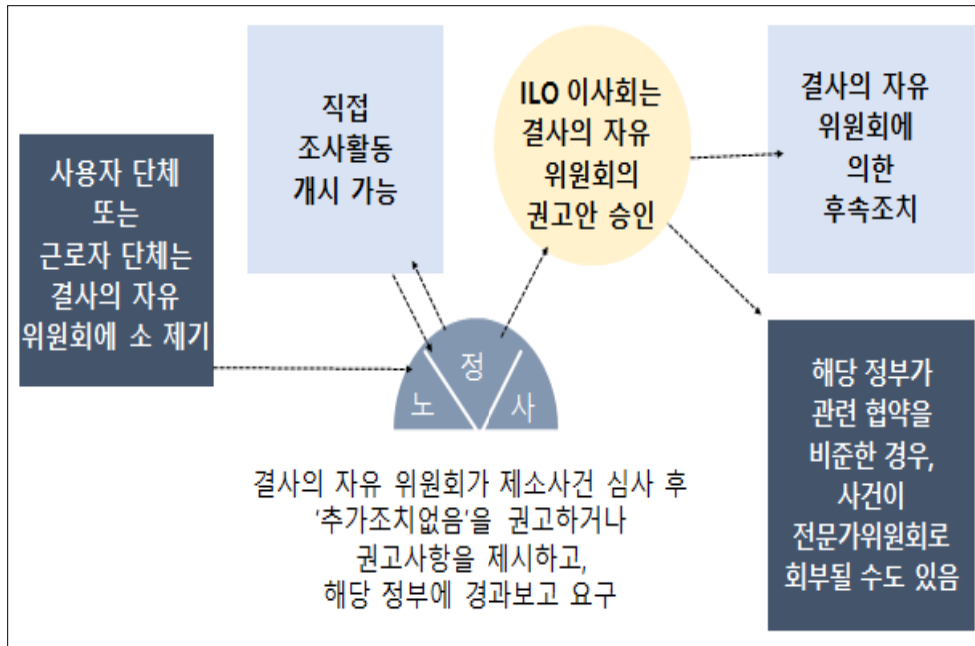 사용자 단체
또는
근로자 단체는
결사의 자유
위원회에 소 제기
직접
조사활동
개시 가능
ILO 이사회는
결사의 자유
위원회의
권고안 승인
결사의 자유
위원회에
의한
후속조치
노
정
사
결사의 자유 위원회가 제소사건 심사 후
'추가조치없음'을 권고하거나
권고사항을 제시하고,
해당 정부에 경과보고 요구
해당 정부가
관련 협약을
비준한 경우,
사건이
전문가위원회로
회부될 수도 있음